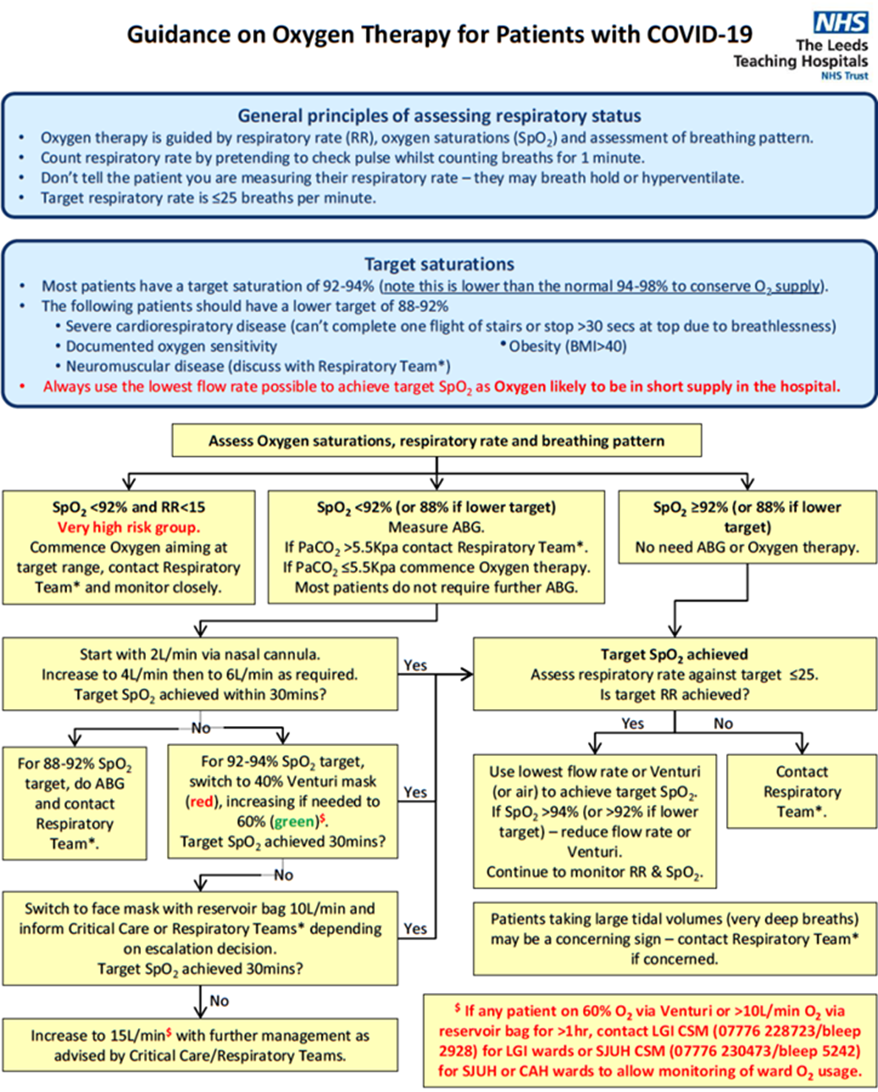 Guidance on Oxygen Therapy for Patients with COVID-19
NHS
The Leeds
Teaching Hospitals
NHS Trust
General principles of assessing respiratory status
• Oxygen therapy is guided by respiratory rate (RR), oxygen saturations (SpO₂) and assessment of breathing pattern.
• Count respiratory rate by pretending to check pulse whilst counting breaths for 1 minute.
• Don't tell the patient you are measuring their respiratory rate – they may breath hold or hyperventilate.
• Target respiratory rate is ≤25 breaths per minute.
Target saturations
• Most patients have a target saturation of 92-94% (note this is lower than the normal 94-98% to conserve O₂ supply).
• The following patients should have a lower target of 88-92%
• Severe cardiorespiratory disease (can't complete one flight of stairs or stop >30 secs at top due to breathlessness)
• Documented oxygen sensitivity • Obesity (BMI>40)
• Neuromuscular disease (discuss with Respiratory Team*)
• Always use the lowest flow rate possible to achieve target SpO₂ as Oxygen likely to be in short supply in the hospital.
Assess Oxygen saturations, respiratory rate and breathing pattern
SpO₂ <92% and RR<15
Very high risk group.
Commence Oxygen aiming at
target range, contact Respiratory
Team* and monitor closely.
SpO₂ <92% (or 88% if lower target)
Measure ABG.
If PaCO₂ >5.5Kpa contact Respiratory Team*.
If PaCO₂ ≤5.5Kpa commence Oxygen therapy.
Most patients do not require further ABG.
SpO₂ ≥92% (or 88% if lower
target)
No need ABG or Oxygen therapy.
Start with 2L/min via nasal cannula.
Increase to 4L/min then to 6L/min as required.
Target SpO₂ achieved within 30mins?
Yes
Target SpO₂ achieved
Assess respiratory rate against target ≤25.
Is target RR achieved?
No
Yes
No
For 88-92% SpO₂
target, do ABG
and contact
Respiratory
Team*.
For 92-94% SpO₂ target,
switch to 40% Venturi mask
(red), increasing if needed to
60% (green)$.
Target SpO₂ achieved 30mins?
Yes
Use lowest flow rate or Venturi
(or air) to achieve target SpO₂.
If SpO₂ >94% (or >92% if lower
target) – reduce flow rate or
Venturi.
Continue to monitor RR & SpO₂.
Contact
Respiratory
Team*.
No
Switch to face mask with reservoir bag 10L/min and
inform Critical Care or Respiratory Teams* depending
on escalation decision.
Target SpO₂ achieved 30mins?
Yes
Patients taking large tidal volumes (very deep breaths)
may be a concerning sign – contact Respiratory Team*
if concerned.
No
Increase to 15L/min$ with further management as
advised by Critical Care/Respiratory Teams.
$ If any patient on 60% O₂ via Venturi or >10L/min O₂ via
reservoir bag for >1hr, contact LGI CSM (07776 228723/bleep
2928) for LGI wards or SJUH CSM (07776 230473/bleep 5242)
for SJUH or CAH wards to allow monitoring of ward O₂ usage.